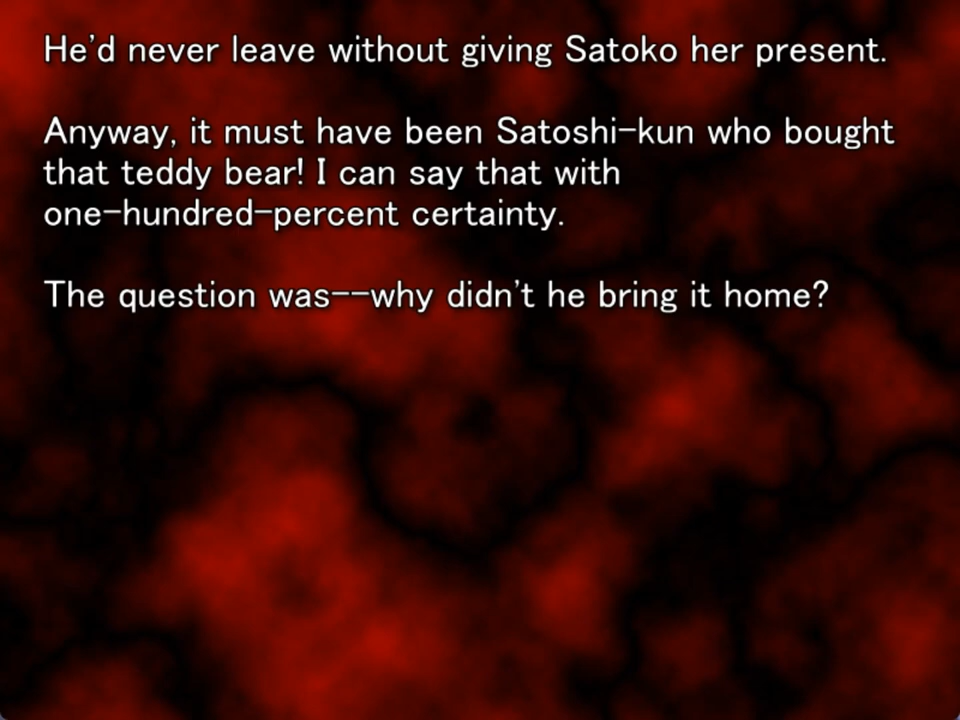 He'd never leave without giving Satoko her present.
Anyway, it must have been Satoshi-kun who bought
that teddy bear! I can say that with
one-hundred-percent certainty.
The question was--why didn't he bring it home?